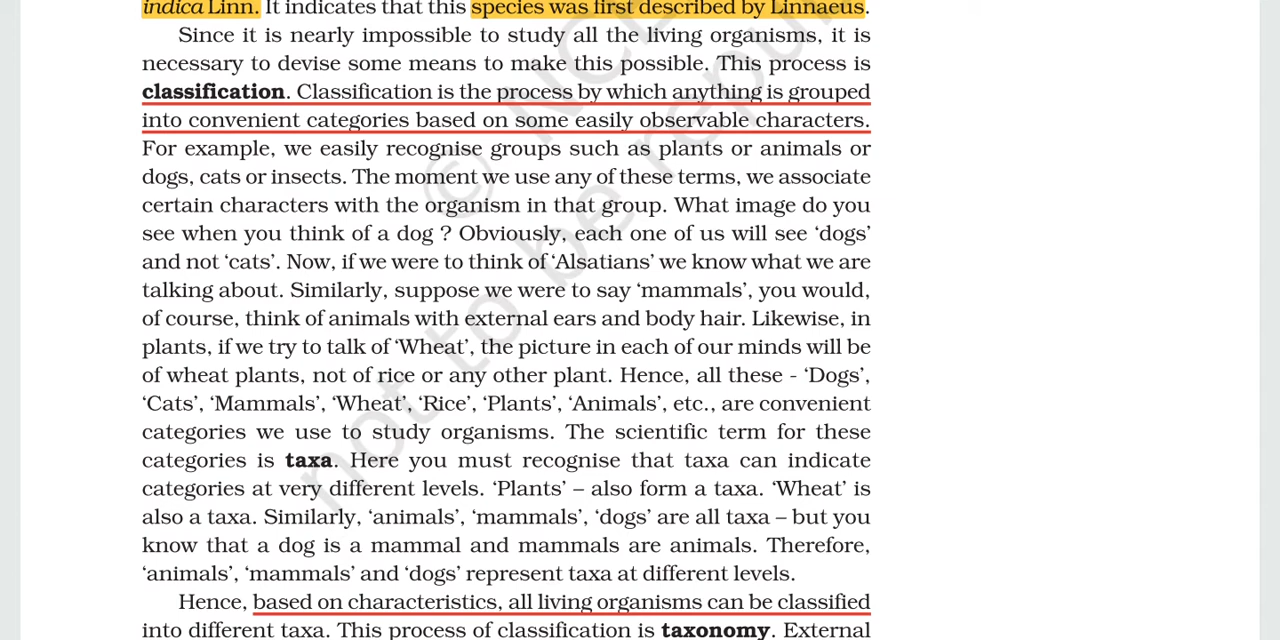 indica Linn. It indicates that this species was first described by Linnaeus.
Since it is nearly impossible to study all the living organisms, it is
necessary to devise some means to make this possible. This process is
classification. Classification is the process by which anything is grouped
into convenient categories based on some easily observable characters.
For example, we easily recognise groups such as plants or animals or
dogs, cats or insects. The moment we use any of these terms, we associate
certain characters with the organism in that group. What image do you
see when you think of a dog ? Obviously, each one of us will see ‘dogs’
and not ‘cats’. Now, if we were to think of ‘Alsatians’ we know what we are
talking about. Similarly, suppose we were to say ‘mammals’, you would,
of course, think of animals with external ears and body hair. Likewise, in
plants, if we try to talk of ‘Wheat’, the picture in each of our minds will be
of wheat plants, not of rice or any other plant. Hence, all these - ‘Dogs’,
‘Cats’, ‘Mammals’, ‘Wheat’, ‘Rice’, ‘Plants’, ‘Animals’, etc., are convenient
categories we use to study organisms. The scientific term for these
categories is taxa. Here you must recognise that taxa can indicate
categories at very different levels. ‘Plants’ – also form a taxa. ‘Wheat’ is
also a taxa. Similarly, ‘animals’, ‘mammals’, ‘dogs’ are all taxa – but you
know that a dog is a mammal and mammals are animals. Therefore,
‘animals’, ‘mammals’ and ‘dogs’ represent taxa at different levels.
Hence, based on characteristics, all living organisms can be classified
into different taxa. This process of classification is taxonomy. External
©
not to be